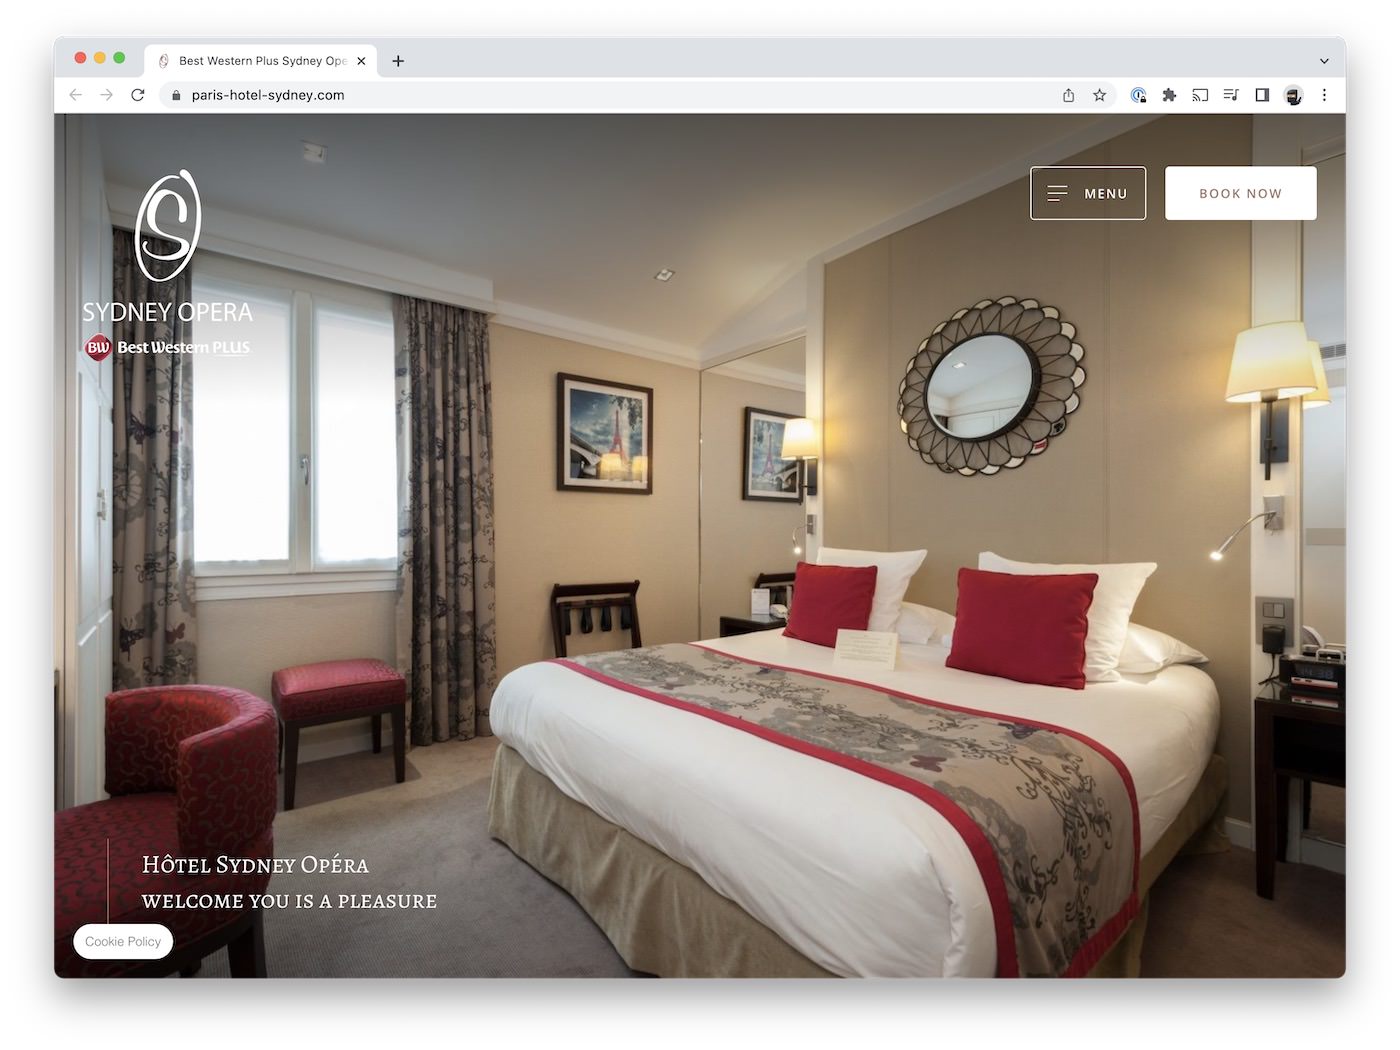 Best Western Plus Sydney Ope
paris-hotel-sydney.com
MENU
BOOK NOW
S
SYDNEY OPERA
BW Best Western PLUS
HÔTEL SYDNEY OPÉRA
WELCOME YOU IS A PLEASURE
Cookie Policy